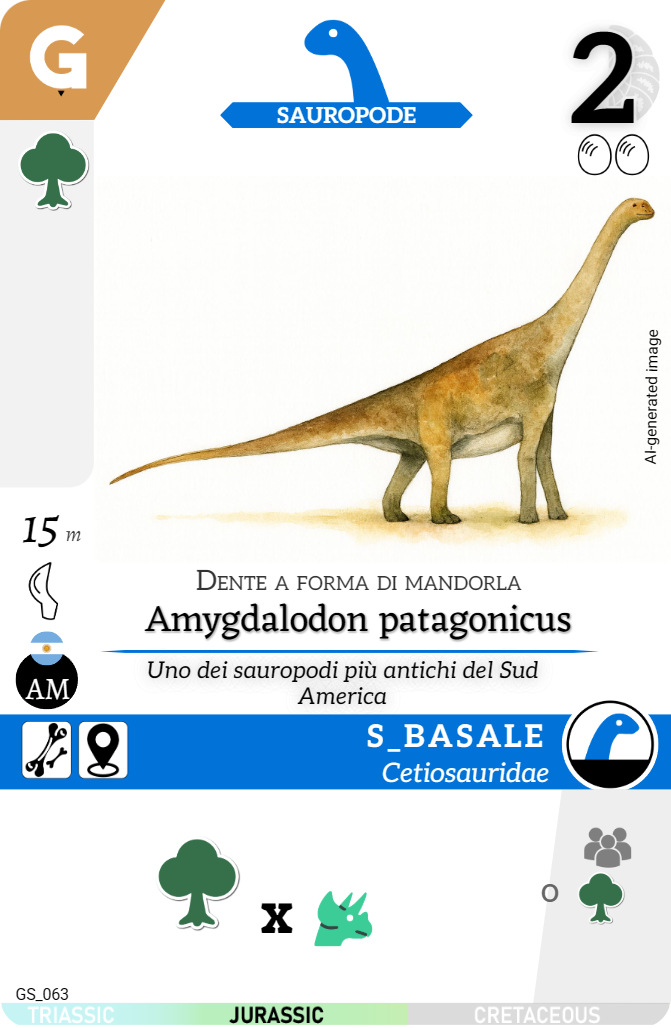 G
SAUROPODE
2
AI-generated image
15 m
DENTE A FORMA DI MANDORLA
Amygdalodon patagonicus
Uno dei sauropodi più antichi del Sud
America
AM
S_BASALE
Cetiosauridae
x
O
GS_063
TRIASSIC JURASSIC CRETACEOUS